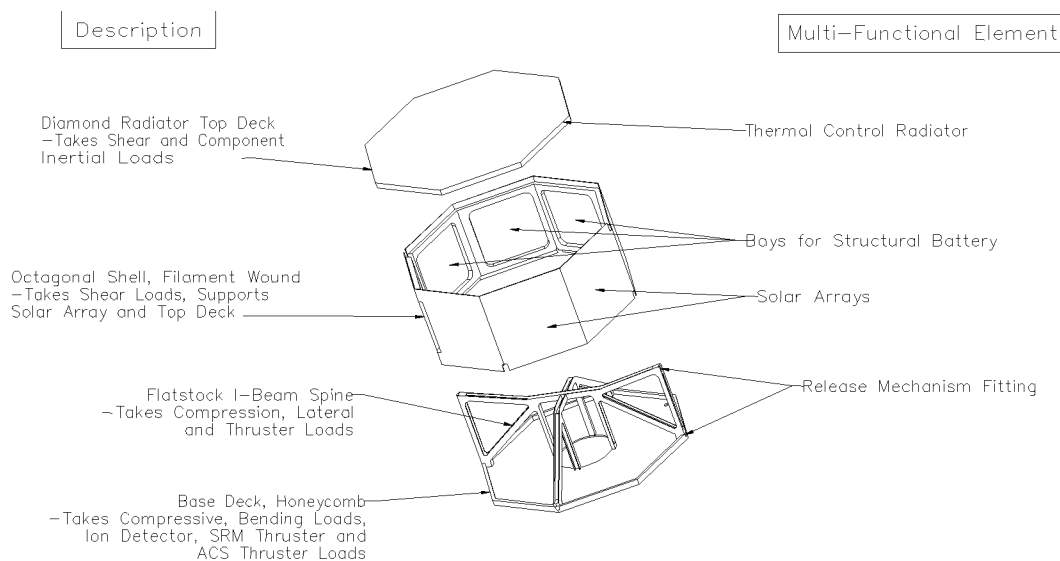 Description
Multi-Functional Element
Diamond Radiator Top Deck
-Takes Shear and Component
Inertial Loads
Thermal Control Radiator
Bays for Structural Battery
Octagonal Shell, Filament Wound
-Takes Shear Loads, Supports
Solar Array and Top Deck
Solar Arrays
Flatstock I-Beam Spine
-Takes Compression, Lateral
and Thruster Loads
Release Mechanism Fitting
Base Deck, Honeycomb
-Takes Compressive, Bending Loads,
Ion Detector, SRM Thruster and
ACS Thruster Loads